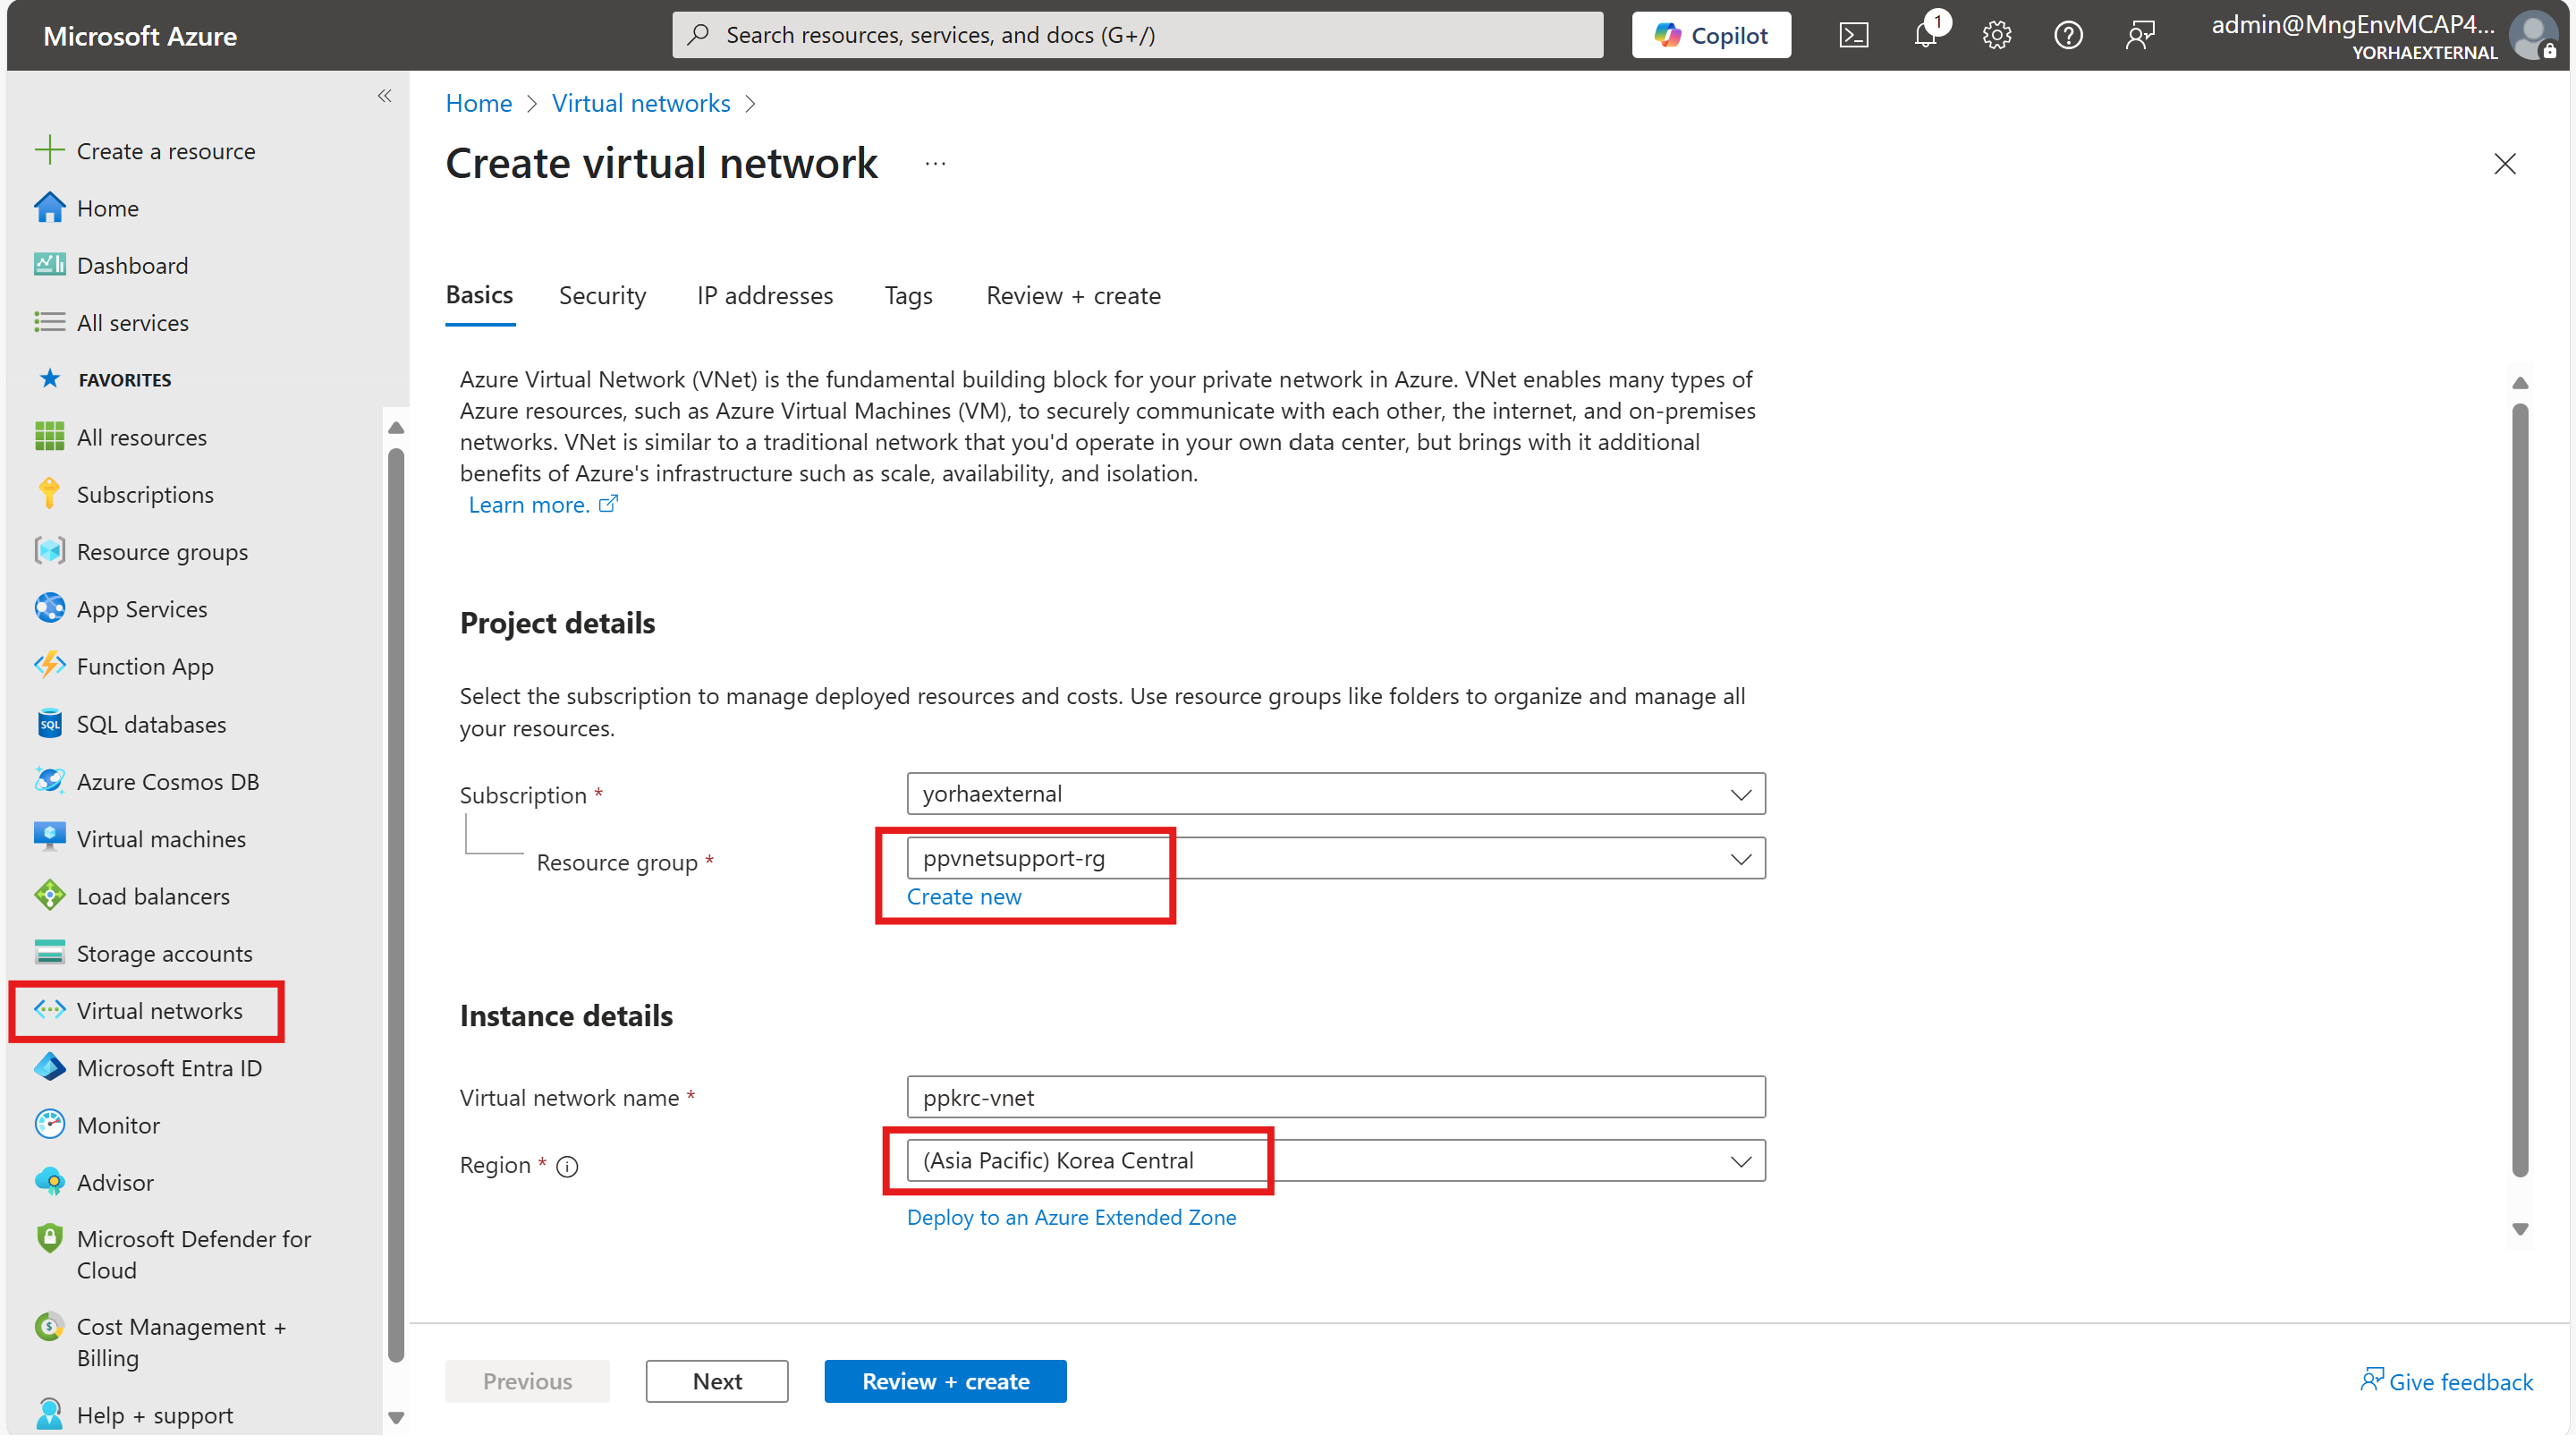 Microsoft Azure
Search resources, services, and docs (G+/)
Copilot
1
admin@MngEnvMCAP4...
YORHAEXTERNAL
Create a resource
Home
Dashboard
All services
FAVORITES
All resources
Subscriptions
Resource groups
App Services
Function App
SQL databases
Azure Cosmos DB
Virtual machines
Load balancers
Storage accounts
Virtual networks
Microsoft Entra ID
Monitor
Advisor
Microsoft Defender for
Cloud
Cost Management +
Billing
Help + support
Home > Virtual networks >
Create virtual network ...
Basics Security IP addresses Tags Review + create
Azure Virtual Network (VNet) is the fundamental building block for your private network in Azure. VNet enables many types of
Azure resources, such as Azure Virtual Machines (VM), to securely communicate with each other, the internet, and on-premises
networks. VNet is similar to a traditional network that you'd operate in your own data center, but brings with it additional
benefits of Azure's infrastructure such as scale, availability, and isolation.
Learn more.
Project details
Select the subscription to manage deployed resources and costs. Use resource groups like folders to organize and manage all
your resources.
Subscription * yorhaexternal
Resource group * ppvnetsupport-rg
Create new
Instance details
Virtual network name * ppkrc-vnet
Region * (Asia Pacific) Korea Central
Deploy to an Azure Extended Zone
Previous Next Review + create
Give feedback